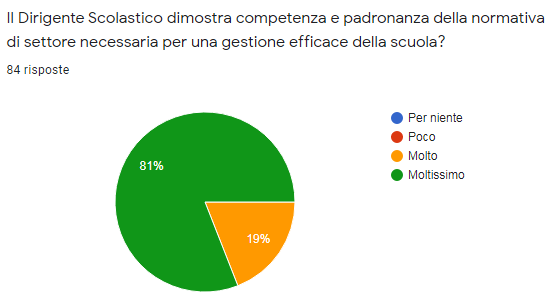 Il Dirigente Scolastico dimostra competenza e padronanza della normativa
di settore necessaria per una gestione efficace della scuola?
84 risposte
Per niente
Poco
Molto
Moltissimo
81%
19%